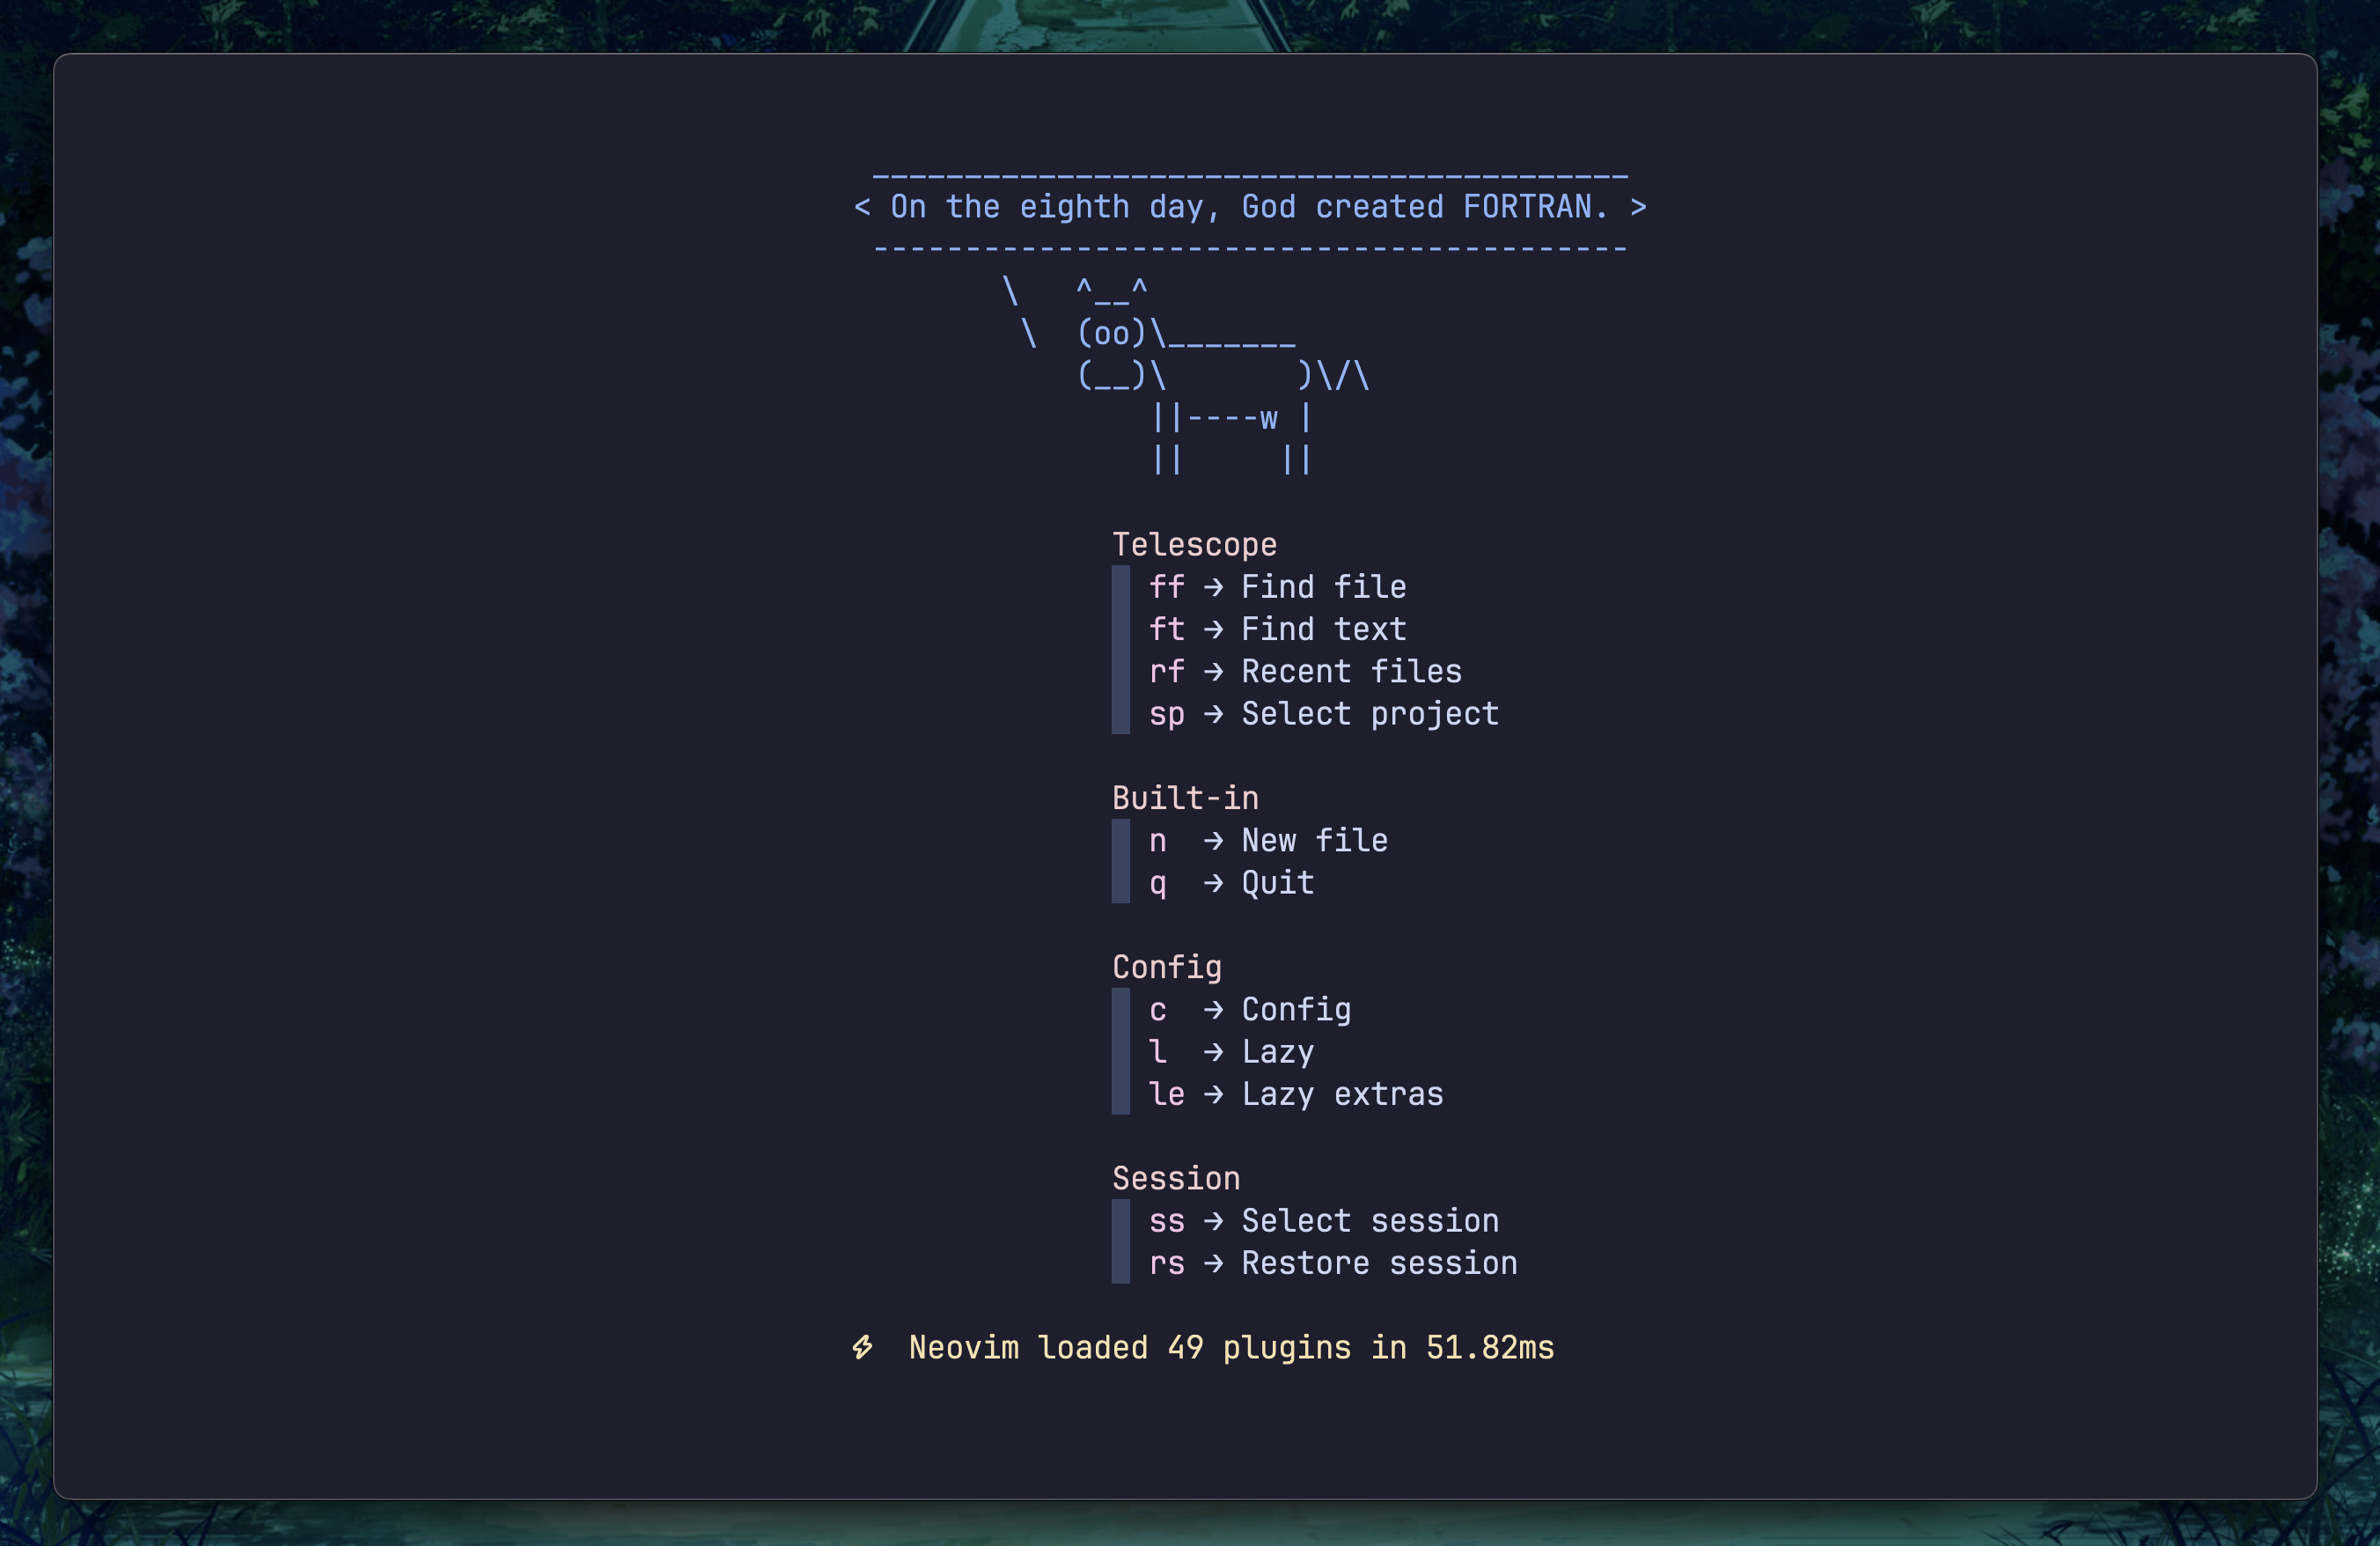 _________________________________________
< On the eighth day, God created FORTRAN. >
 -----------------------------------------
        \   ^__^
         \  (oo)\_______
            (__)\       )\/\
                ||----w |
                ||     ||
Telescope
ff → Find file
ft → Find text
rf → Recent files
sp → Select project
Built-in
n → New file
q → Quit
Config
c → Config
l → Lazy
le → Lazy extras
Session
ss → Select session
rs → Restore session
⚡ Neovim loaded 49 plugins in 51.82ms